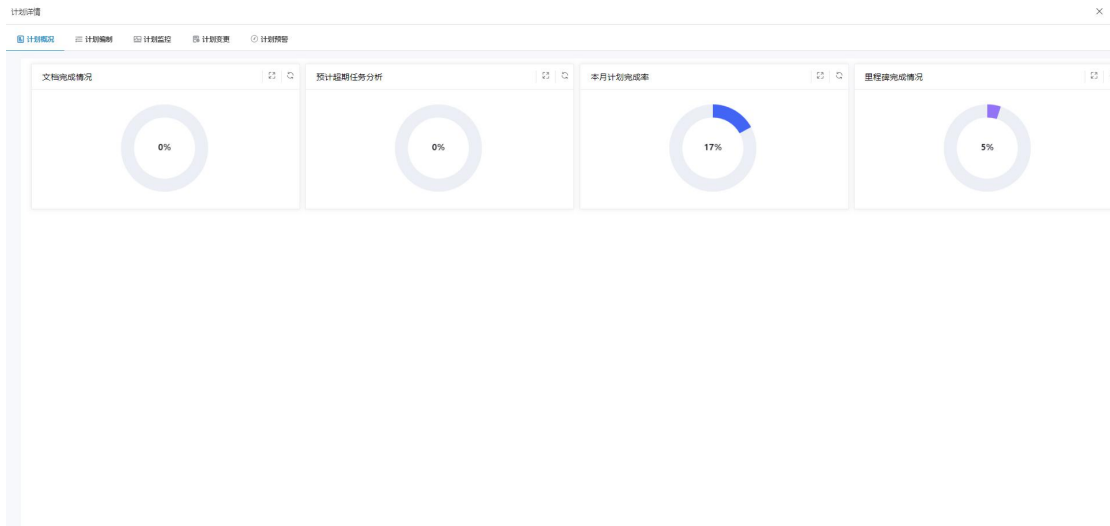 计划详情
计划概况 计划编制 计划监控 计划变更 计划预警
文档完成情况 预计超期任务分析 本月计划完成率 里程碑完成情况
0% 0% 17% 5%